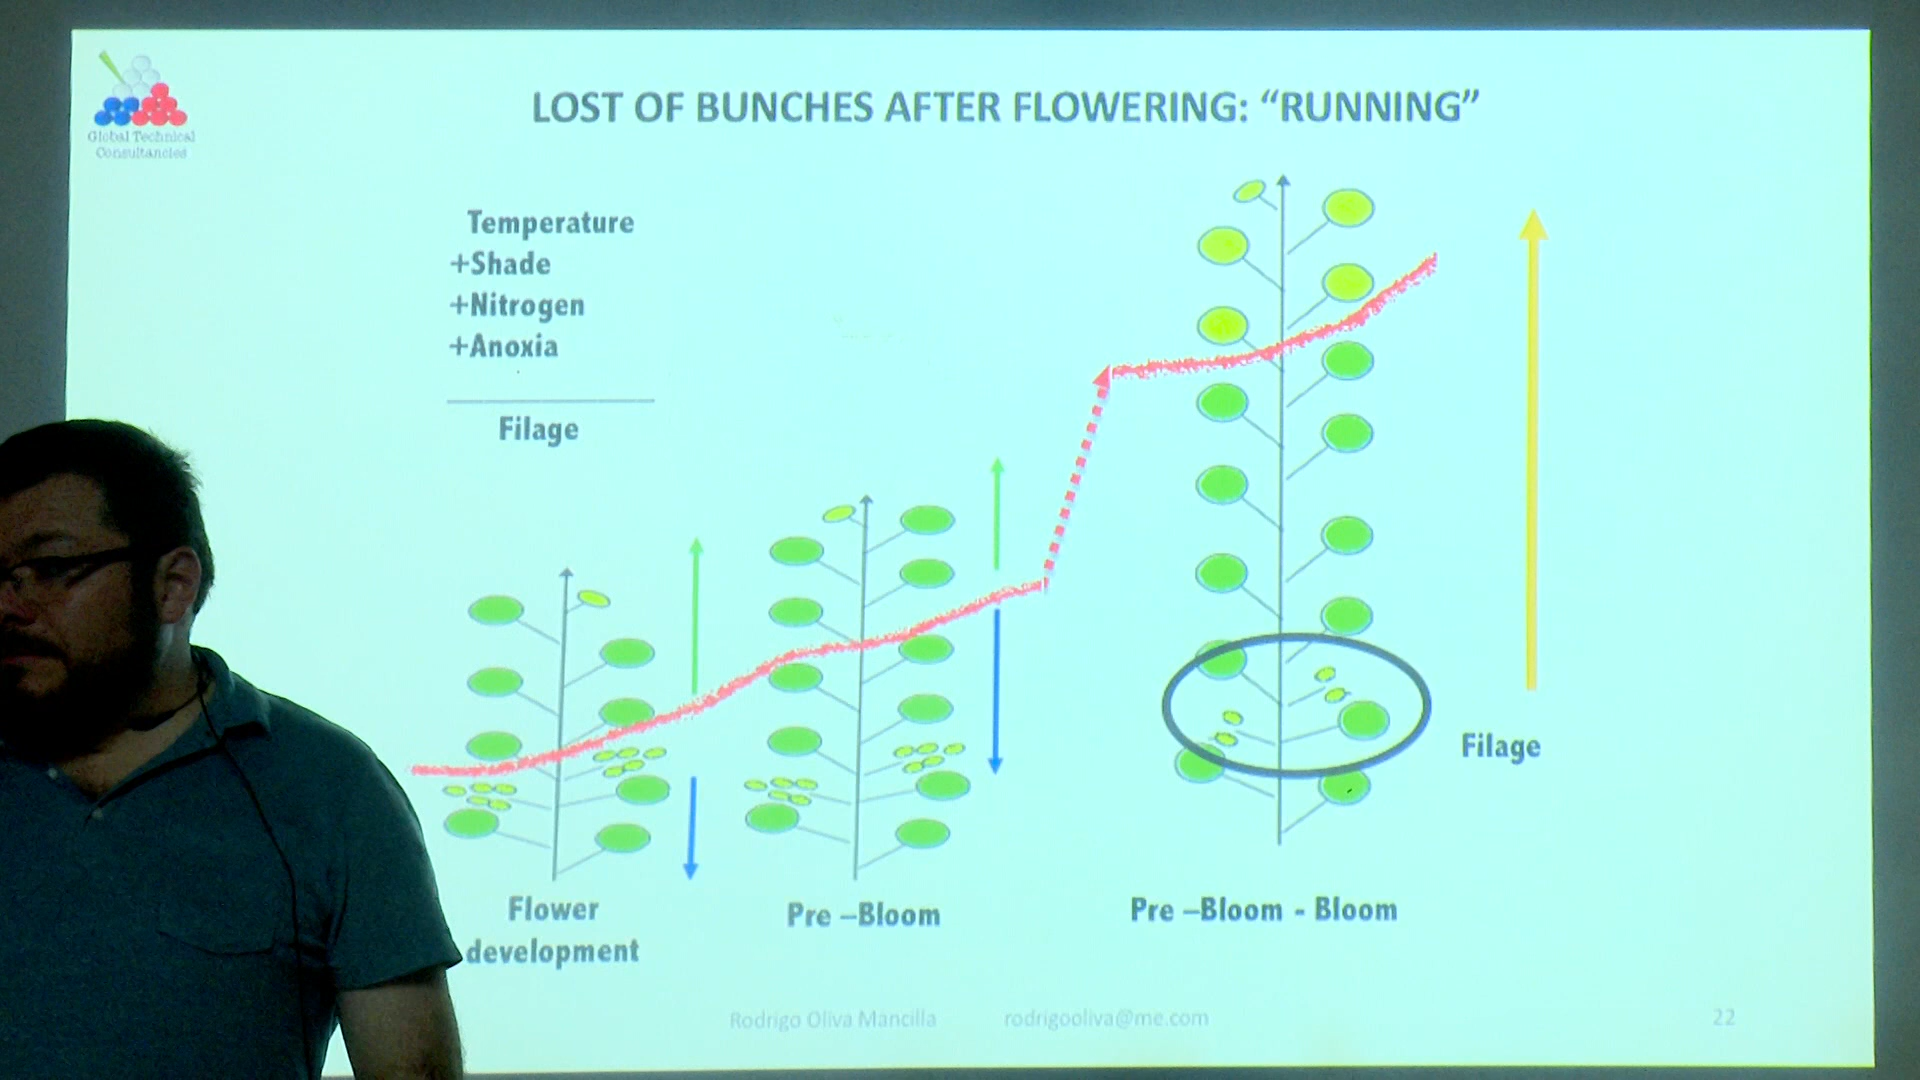 Global Technical
Consultancies
LOST OF BUNCHES AFTER FLOWERING: “RUNNING”
Temperature
+Shade
+Nitrogen
+Anoxia
Filage
Filage
Flower
development
Pre –Bloom
Pre –Bloom - Bloom
Rodrigo Oliva Mancilla rodrigooliva@me.com
22